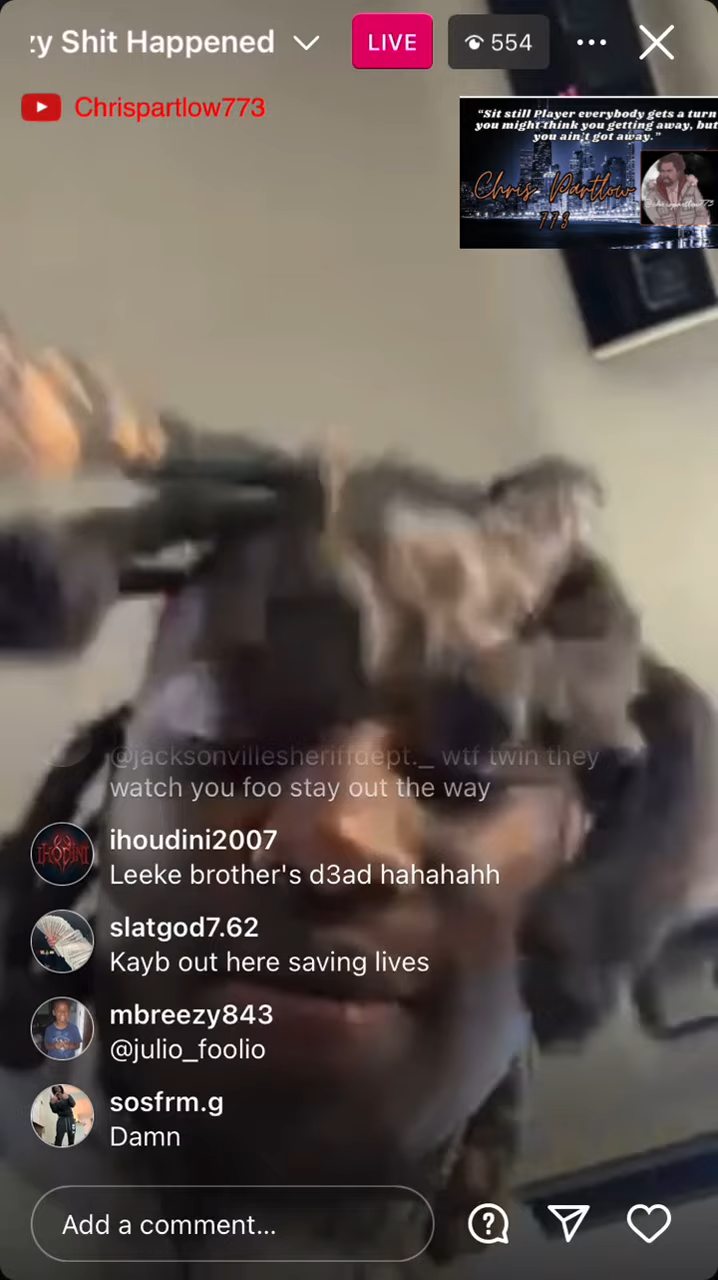 zy Shit Happened
LIVE
554
Chrispartlow773
"Sit still Player everybody gets a turn
you might think you getting away, but
you ain't got away."
Chris Partlow
773
@jacksonvillesheriffdept._ wtf twin they
watch you foo stay out the way
ihoudini2007
Leeke brother's d3ad hahahahh
slatgod7.62
Kayb out here saving lives
mbreezy843
@julio_foolio
sosfrm.g
Damn
Add a comment...